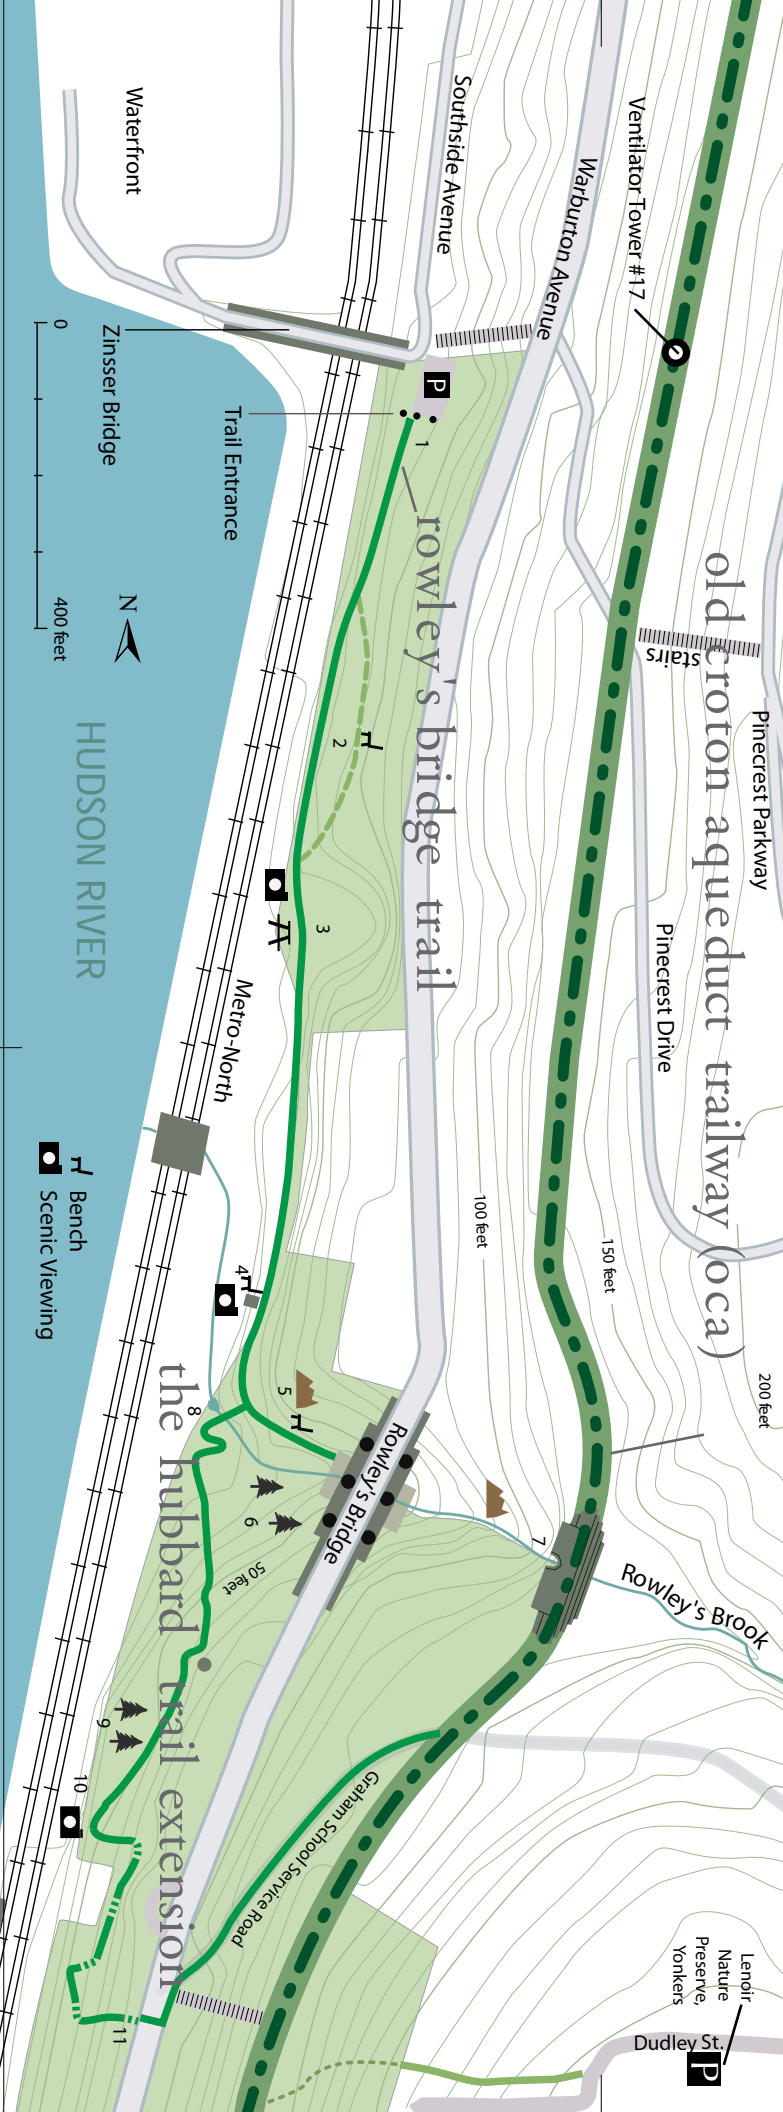 Waterfront
Southside Avenue
Warburton Avenue
Ventilator Tower #17
Zinsser Bridge
Trail Entrance
P
0
400 feet
N
HUDSON RIVER
1
rowley's bridge trail
2
3
stairs
old croton aqueduct trailway (oca)
Pinecrest Parkway
Pinecrest Drive
Metro-North
Bench
Scenic Viewing
100 feet
150 feet
200 feet
4
5
6
7
8
Rowley's Bridge
Rowley's Brook
50 feet
the hubbard trail extension
9
10
11
Graham School Service Road
Lenoir
Nature
Preserve,
Yonkers
Dudley St.
P